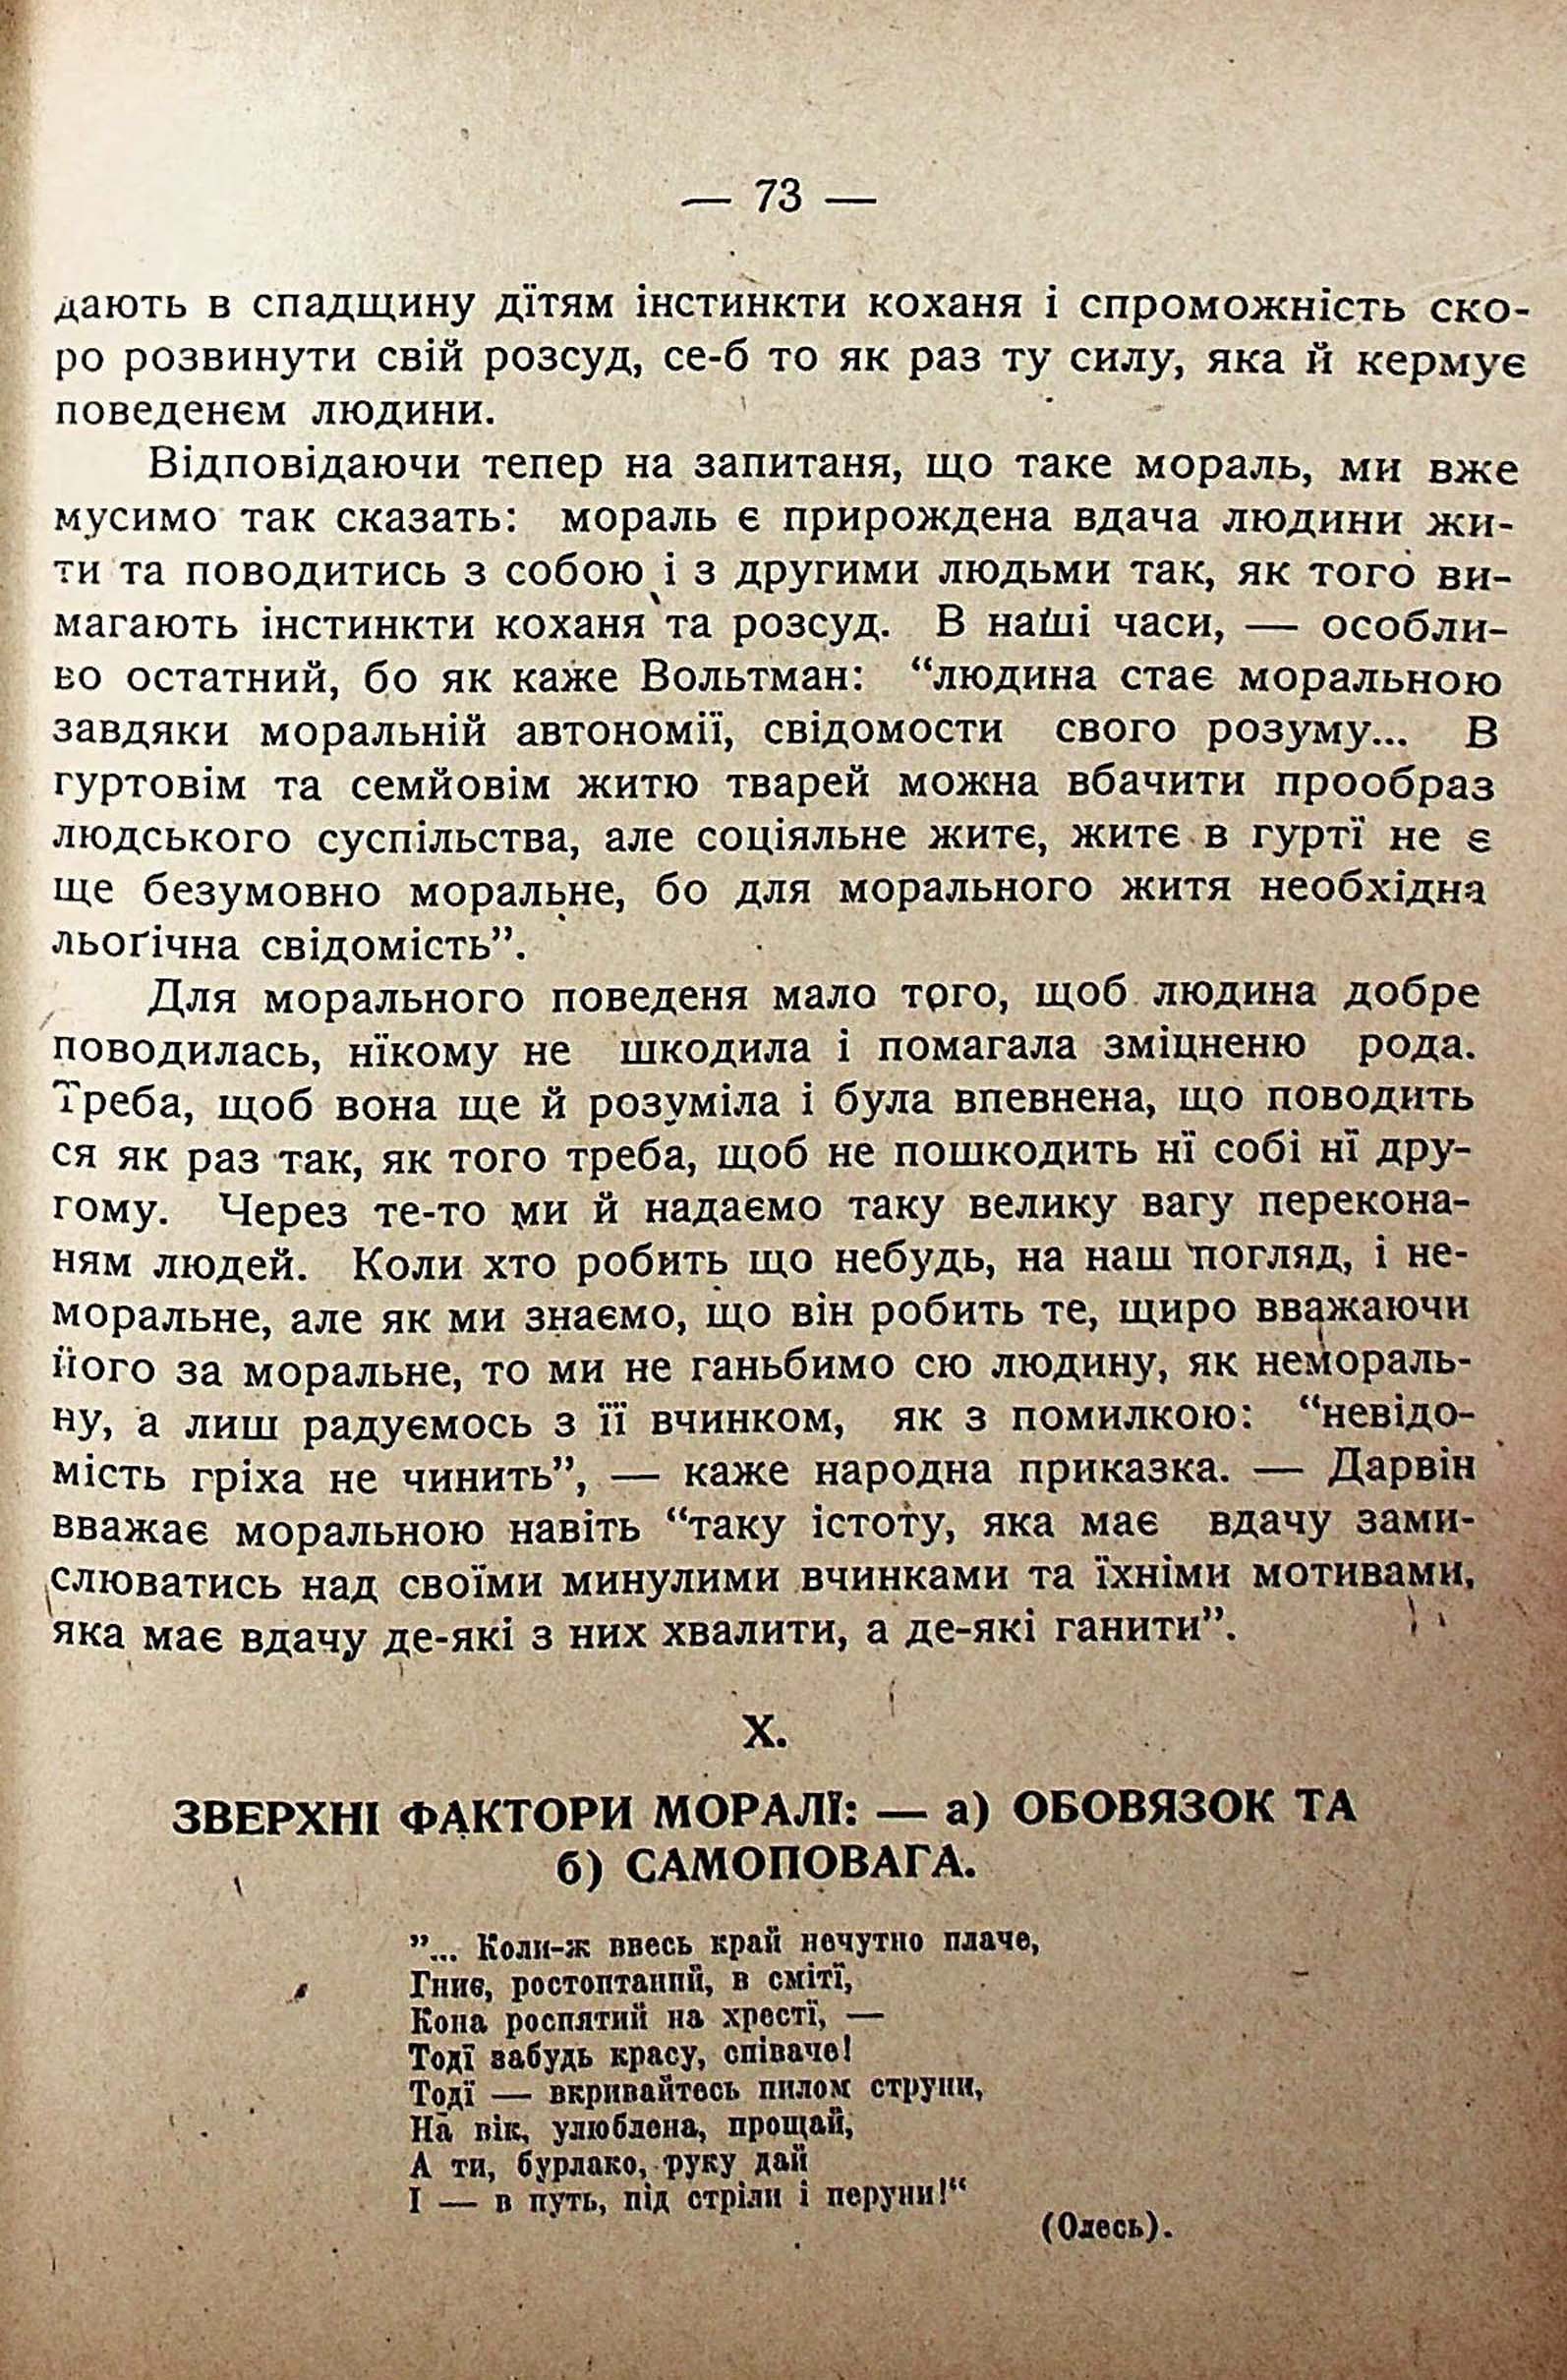 — 73 —
дають в спадщину дїтям інстинкти коханя і спроможність ско-
ро розвинути свій розсуд, се-б то як раз ту силу, яка й кермує
поведенєм людини.
Відповідаючи тепер на запитаня, що таке мораль, ми вже
мусимо так сказать: мораль є прирождена вдача людини жи-
ти та поводитись з собою і з другими людьми так, як того ви-
магають інстинкти коханя та розсуд. В наші часи, — особли-
во остатний, бо як каже Вольтман: “людина стає моральною
завдяки моральній автономії, свідомости свого розуму... В
гуртовім та семйовім житю тварей можна вбачити прообраз
людського суспільства, але соціяльне житє, житє в гуртї не є
ще безумовно моральне, бо для морального житя необхідна
льоґічна свідомість”.
Для морального поведеня мало того, щоб людина добре
поводилась, нїкому не шкодила і помагала зміцненю рода.
Треба, щоб вона ще й розуміла і була впевнена, що поводить
ся як раз так, як того треба, щоб не пошкодить нї собі нї дру-
гому. Через те-то ми й надаємо таку велику вагу перекона-
ням людей. Коли хто робить що небудь, на наш погляд, і не-
моральне, але як ми знаємо, що він робить те, щиро вважаючи
його за моральне, то ми не ганьбимо сю людину, як немораль-
ну, а лиш радуємось з її вчинком, як з помилкою: “невідо-
мість гріха не чинить”, — каже народна приказка. — Дарвін
вважає моральною навіть “таку істоту, яка має вдачу зами-
слюватись над своїми минулими вчинками та їхніми мотивами,
яка має вдачу де-які з них хвалити, а де-які ганити”.
X.
ЗВЕРХНІ ФАКТОРИ МОРАЛЇ: — а) ОБОВЯЗОК ТА
б) САМОПОВАГА.
”... Коли-ж ввесь край нечутно плаче,
Гниє, ростоптаний, в смітї,
Кона роспятий на хрестї, —
Тодї забудь красу, співаче!
Тодї — вкривайтесь пилом струни,
На вік, улюблена, прощай,
А ти, бурлако, руку дай
І — в путь, під стріли і перуни!“
(Олесь).